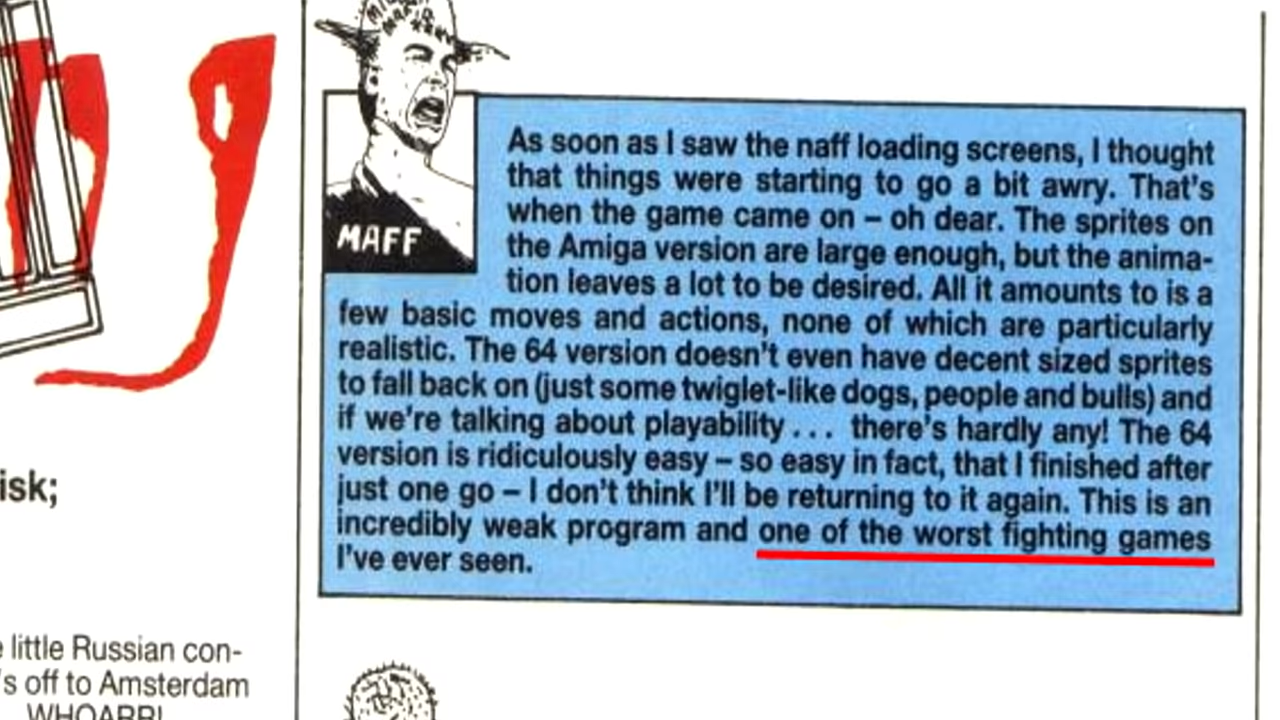 MAFF
As soon as I saw the naff loading screens, I thought
that things were starting to go a bit awry. That's
when the game came on – oh dear. The sprites on
the Amiga version are large enough, but the anima-
tion leaves a lot to be desired. All it amounts to is a
few basic moves and actions, none of which are particularly
realistic. The 64 version doesn't even have decent sized sprites
to fall back on (just some twiglet-like dogs, people and bulls) and
if we're talking about playability . . . there's hardly any! The 64
version is ridiculously easy – so easy in fact, that I finished after
just one go – I don't think I'll be returning to it again. This is an
incredibly weak program and one of the worst fighting games
I've ever seen.
isk;
little Russian con-
's off to Amsterdam
WHOARR!